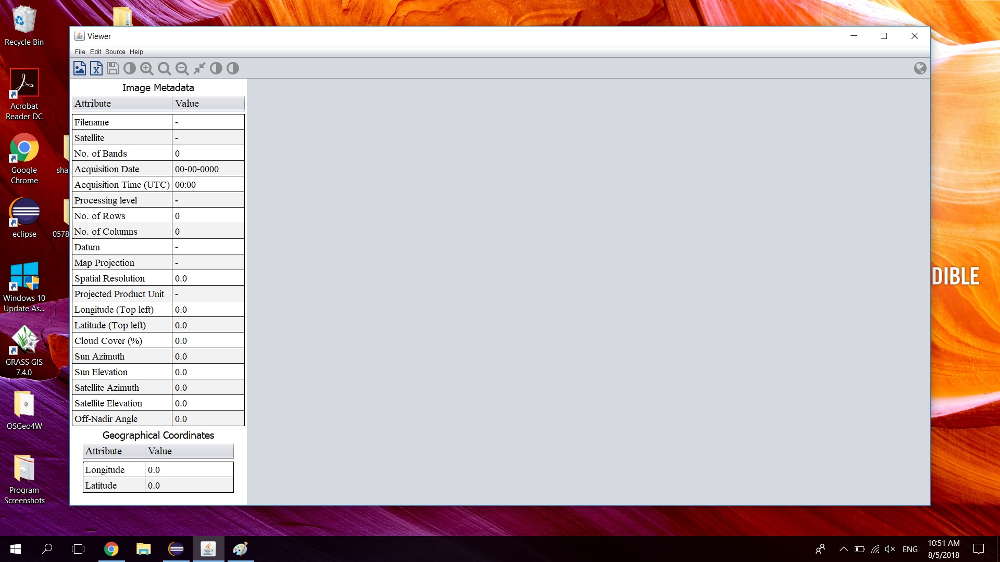 Recycle Bin
Acrobat
Reader DC
Google
Chrome
eclipse
Windows 10
Update As...
GRASS GIS
7.4.0
OSGeo4W
Program
Screenshots
0578
Viewer
File Edit Source Help
Image Metadata
Attribute Value
Filename -
Satellite -
No. of Bands 0
Acquisition Date 00-00-0000
Acquisition Time (UTC) 00:00
Processing level -
No. of Rows 0
No. of Columns 0
Datum -
Map Projection -
Spatial Resolution 0.0
Projected Product Unit -
Longitude (Top left) 0.0
Latitude (Top left) 0.0
Cloud Cover (%) 0.0
Sun Azimuth 0.0
Sun Elevation 0.0
Satellite Azimuth 0.0
Satellite Elevation 0.0
Off-Nadir Angle 0.0
Geographical Coordinates
Attribute Value
Longitude 0.0
Latitude 0.0
DIBLE
ENG
10:51 AM
8/5/2018